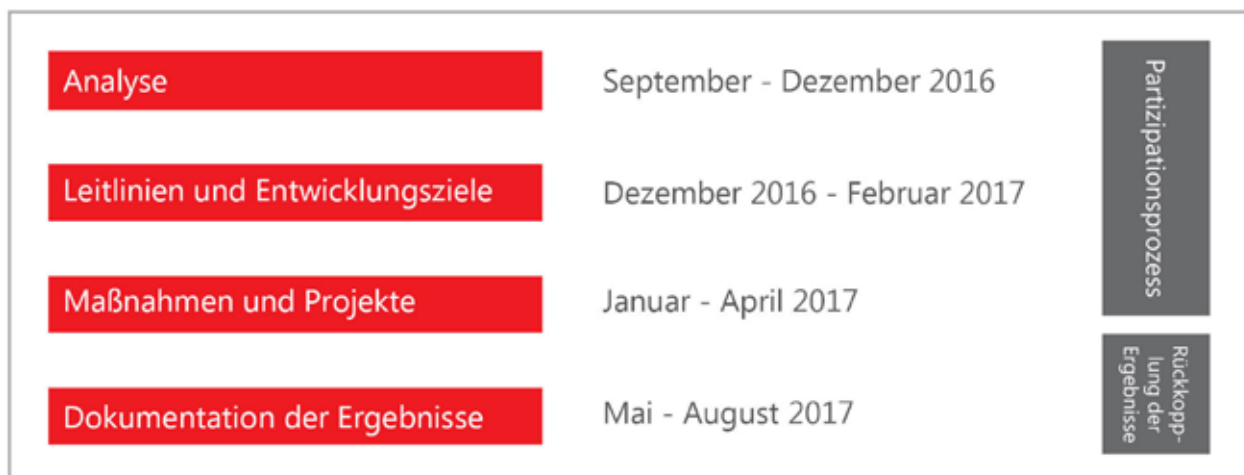 Analyse
September - Dezember 2016
Leitlinien und Entwicklungsziele
Dezember 2016 - Februar 2017
Maßnahmen und Projekte
Januar - April 2017
Dokumentation der Ergebnisse
Mai - August 2017
Partizipationsprozess
Rückkopp-
lung der
Ergebnisse